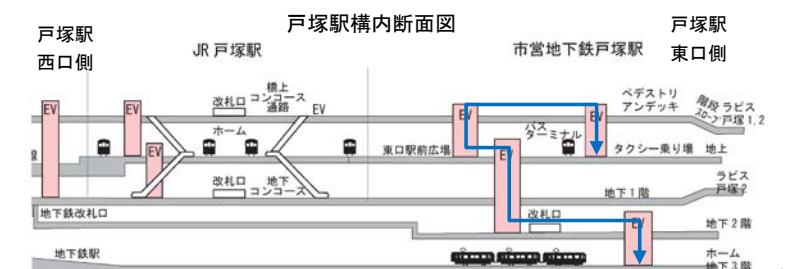 戸塚駅構内断面図
戸塚駅
西口側
JR 戸塚駅
市営地下鉄戸塚駅
戸塚駅
東口側
EV
EV
EV
改札口
橋上
コンコース
通路
EV
ホーム
EV
EV
EV
EV
バス
ターミナル
ペデストリ
アンデッキ
階段
スロープ
ラピス
戸塚1,2
東口駅前広場
タクシー乗り場
地上
改札口
地下
コンコース
地下1階
ラピス
戸塚2
地下鉄改札口
改札口
地下2階
地下鉄駅
ホーム
地下3階